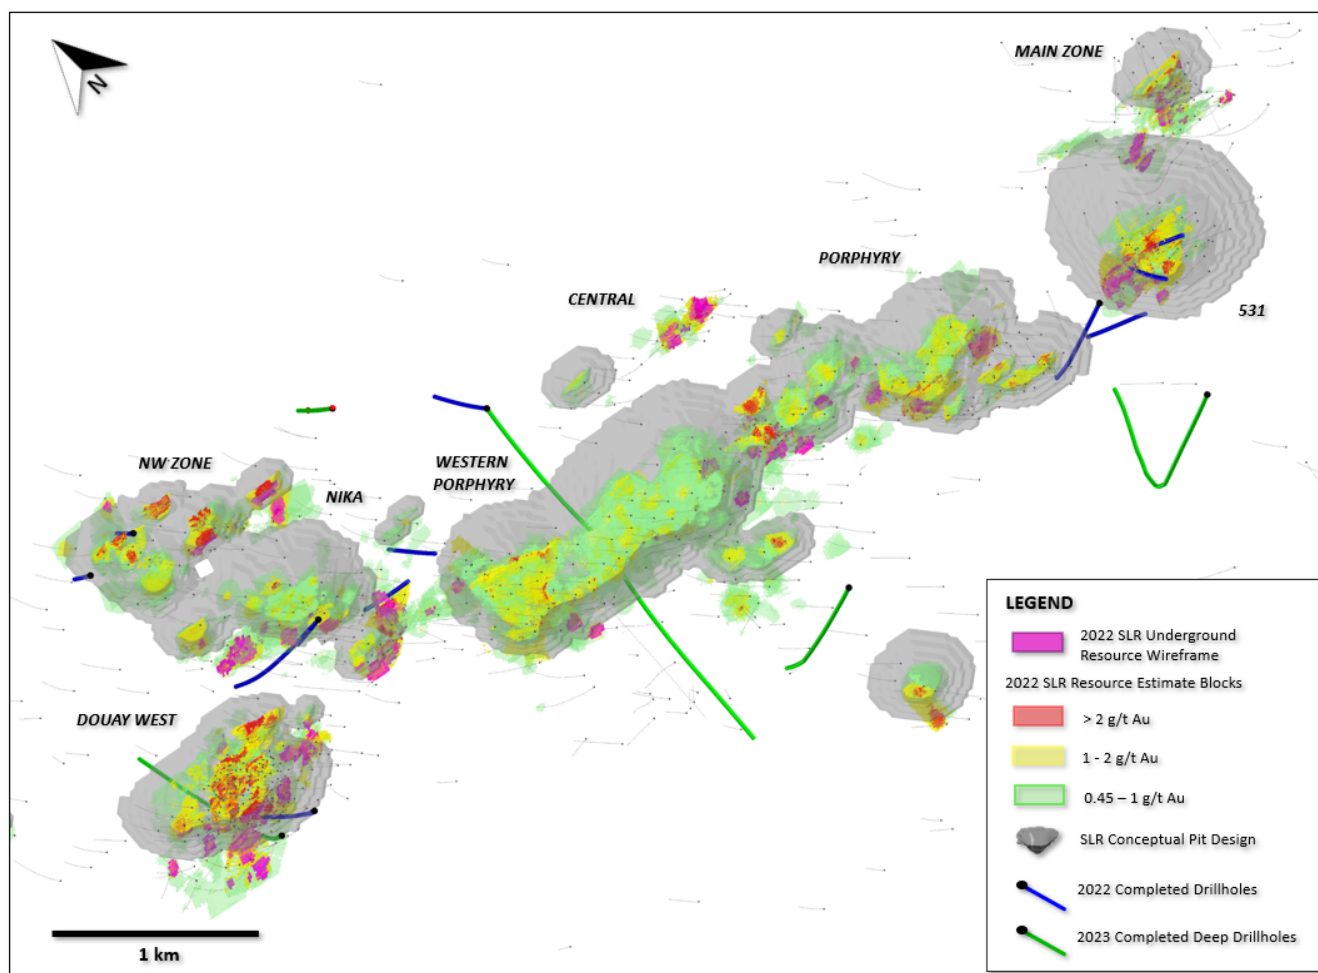 N
MAIN ZONE
531
PORPHYRY
CENTRAL
WESTERN
PORPHYRY
NW ZONE
NIKA
DOUAY WEST
1 km
LEGEND
2022 SLR Underground
Resource Wireframe
2022 SLR Resource Estimate Blocks
> 2 g/t Au
1 - 2 g/t Au
0.45 – 1 g/t Au
SLR Conceptual Pit Design
2022 Completed Drillholes
2023 Completed Deep Drillholes